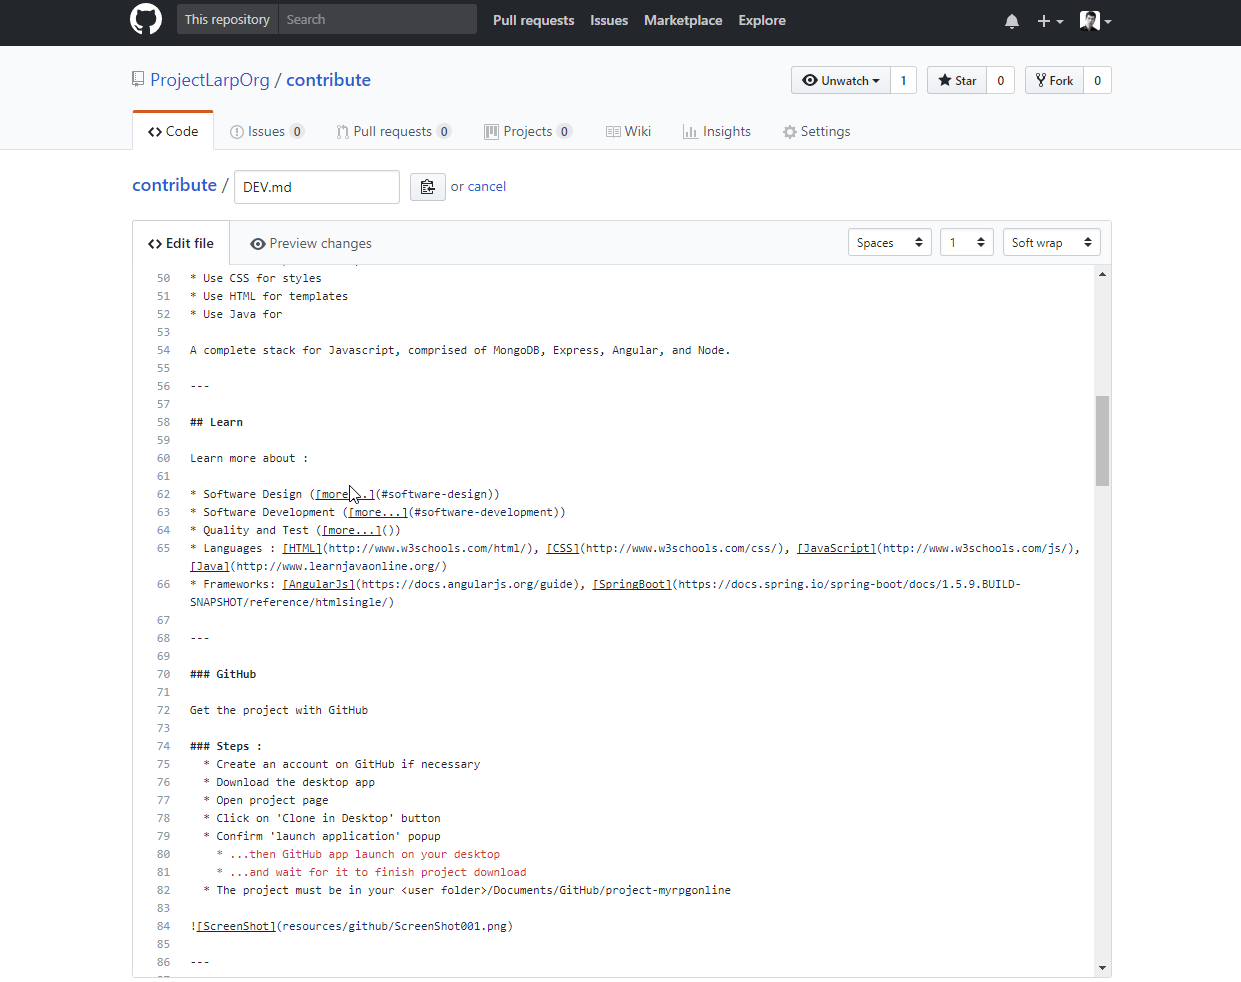 This repository Search Pull requests Issues Marketplace Explore
ProjectLarpOrg / contribute Unwatch 1 Star 0 Fork 0
Code Issues 0 Pull requests 0 Projects 0 Wiki Insights Settings
contribute / DEV.md or cancel
Edit file Preview changes Spaces 1 Soft wrap
50 * Use CSS for styles
51 * Use HTML for templates
52 * Use Java for
53
54 A complete stack for Javascript, comprised of MongoDB, Express, Angular, and Node.
55
56 ---
57
58 ## Learn
59
60 Learn more about :
61
62 * Software Design ([more...](#software-design))
63 * Software Development ([more...](#software-development))
64 * Quality and Test ([more...]())
65 * Languages : [HTML](http://www.w3schools.com/html/), [CSS](http://www.w3schools.com/css/), [JavaScript](http://www.w3schools.com/js/),
[Java](http://www.learnjavaonline.org/)
66 * Frameworks: [AngularJs](https://docs.angularjs.org/guide), [SpringBoot](https://docs.spring.io/spring-boot/docs/1.5.9.BUILD-
SNAPSHOT/reference/htmlsingle/)
67
68 ---
69
70 ### GitHub
71
72 Get the project with GitHub
73
74 ### Steps :
75 * Create an account on GitHub if necessary
76 * Download the desktop app
77 * Open project page
78 * Click on 'Clone in Desktop' button
79 * Confirm 'launch application' popup
80 * ...then GitHub app launch on your desktop
81 * ...and wait for it to finish project download
82 * The project must be in your <user folder>/Documents/GitHub/project-myrpgonline
83
84 ![ScreenShot](resources/github/ScreenShot001.png)
85
86 ---